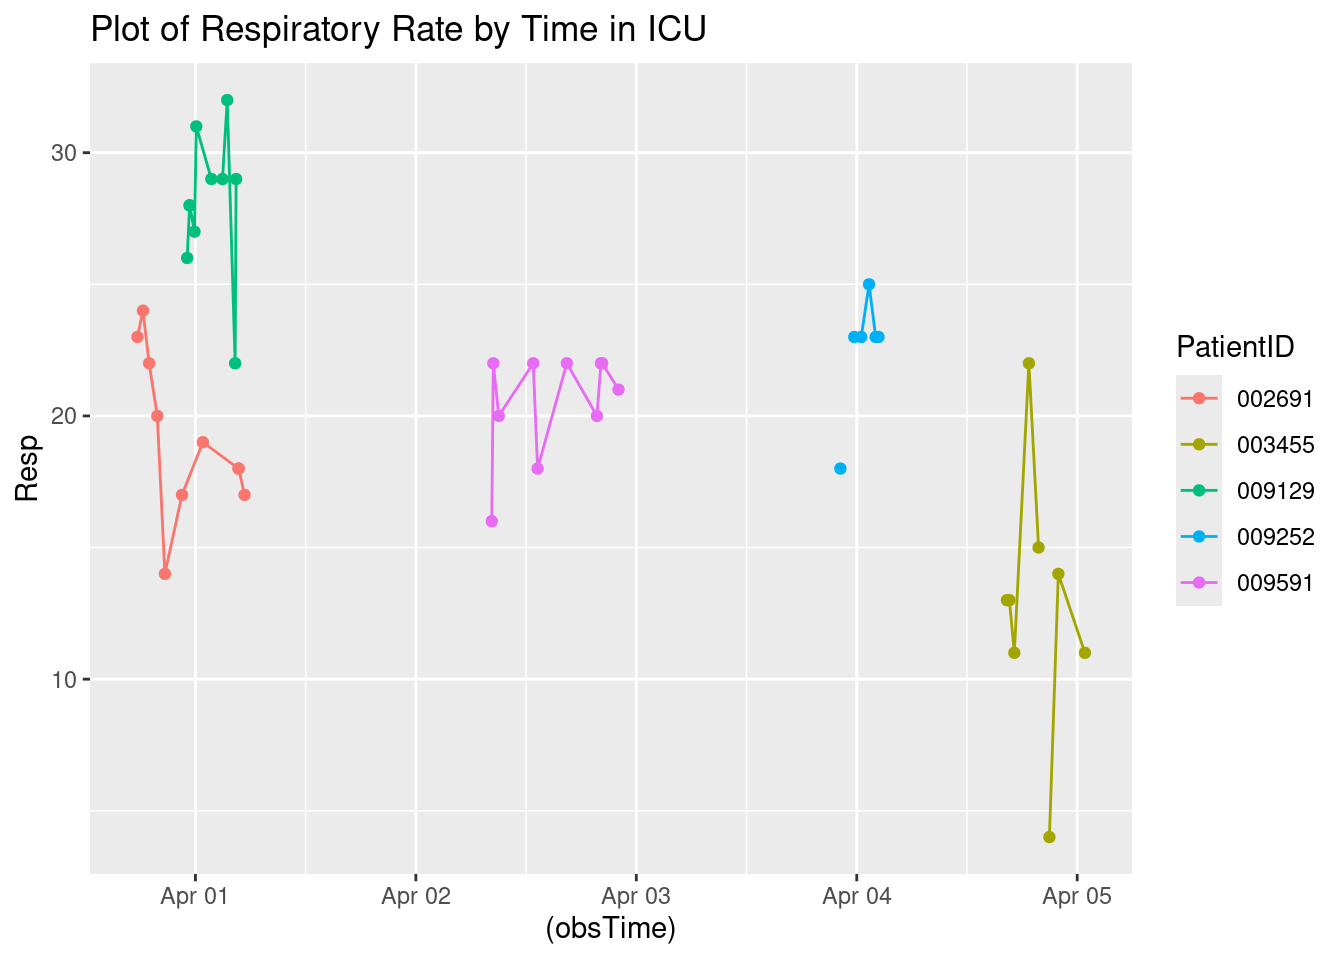 Plot of Respiratory Rate by Time in ICU
30
20
10
Resp
Apr 01
Apr 02
Apr 03
Apr 04
Apr 05
(obsTime)
PatientID
002691
003455
009129
009252
009591